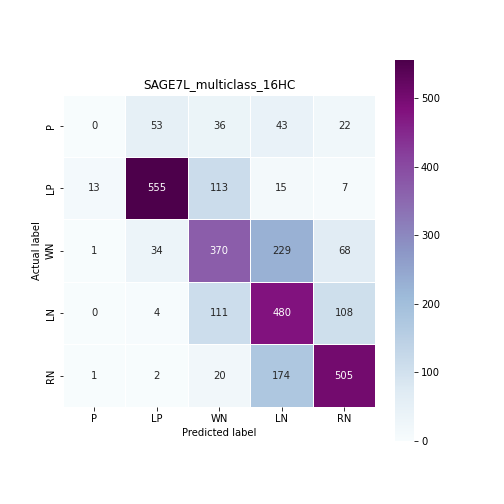 SAGE7L_multiclass_16HC
P 0 53 36 43 22
LP 13 555 113 15 7
WN 1 34 370 229 68
LN 0 4 111 480 108
RN 1 2 20 174 505
P LP WN LN RN
Actual label
Predicted label
500
400
300
200
100
0